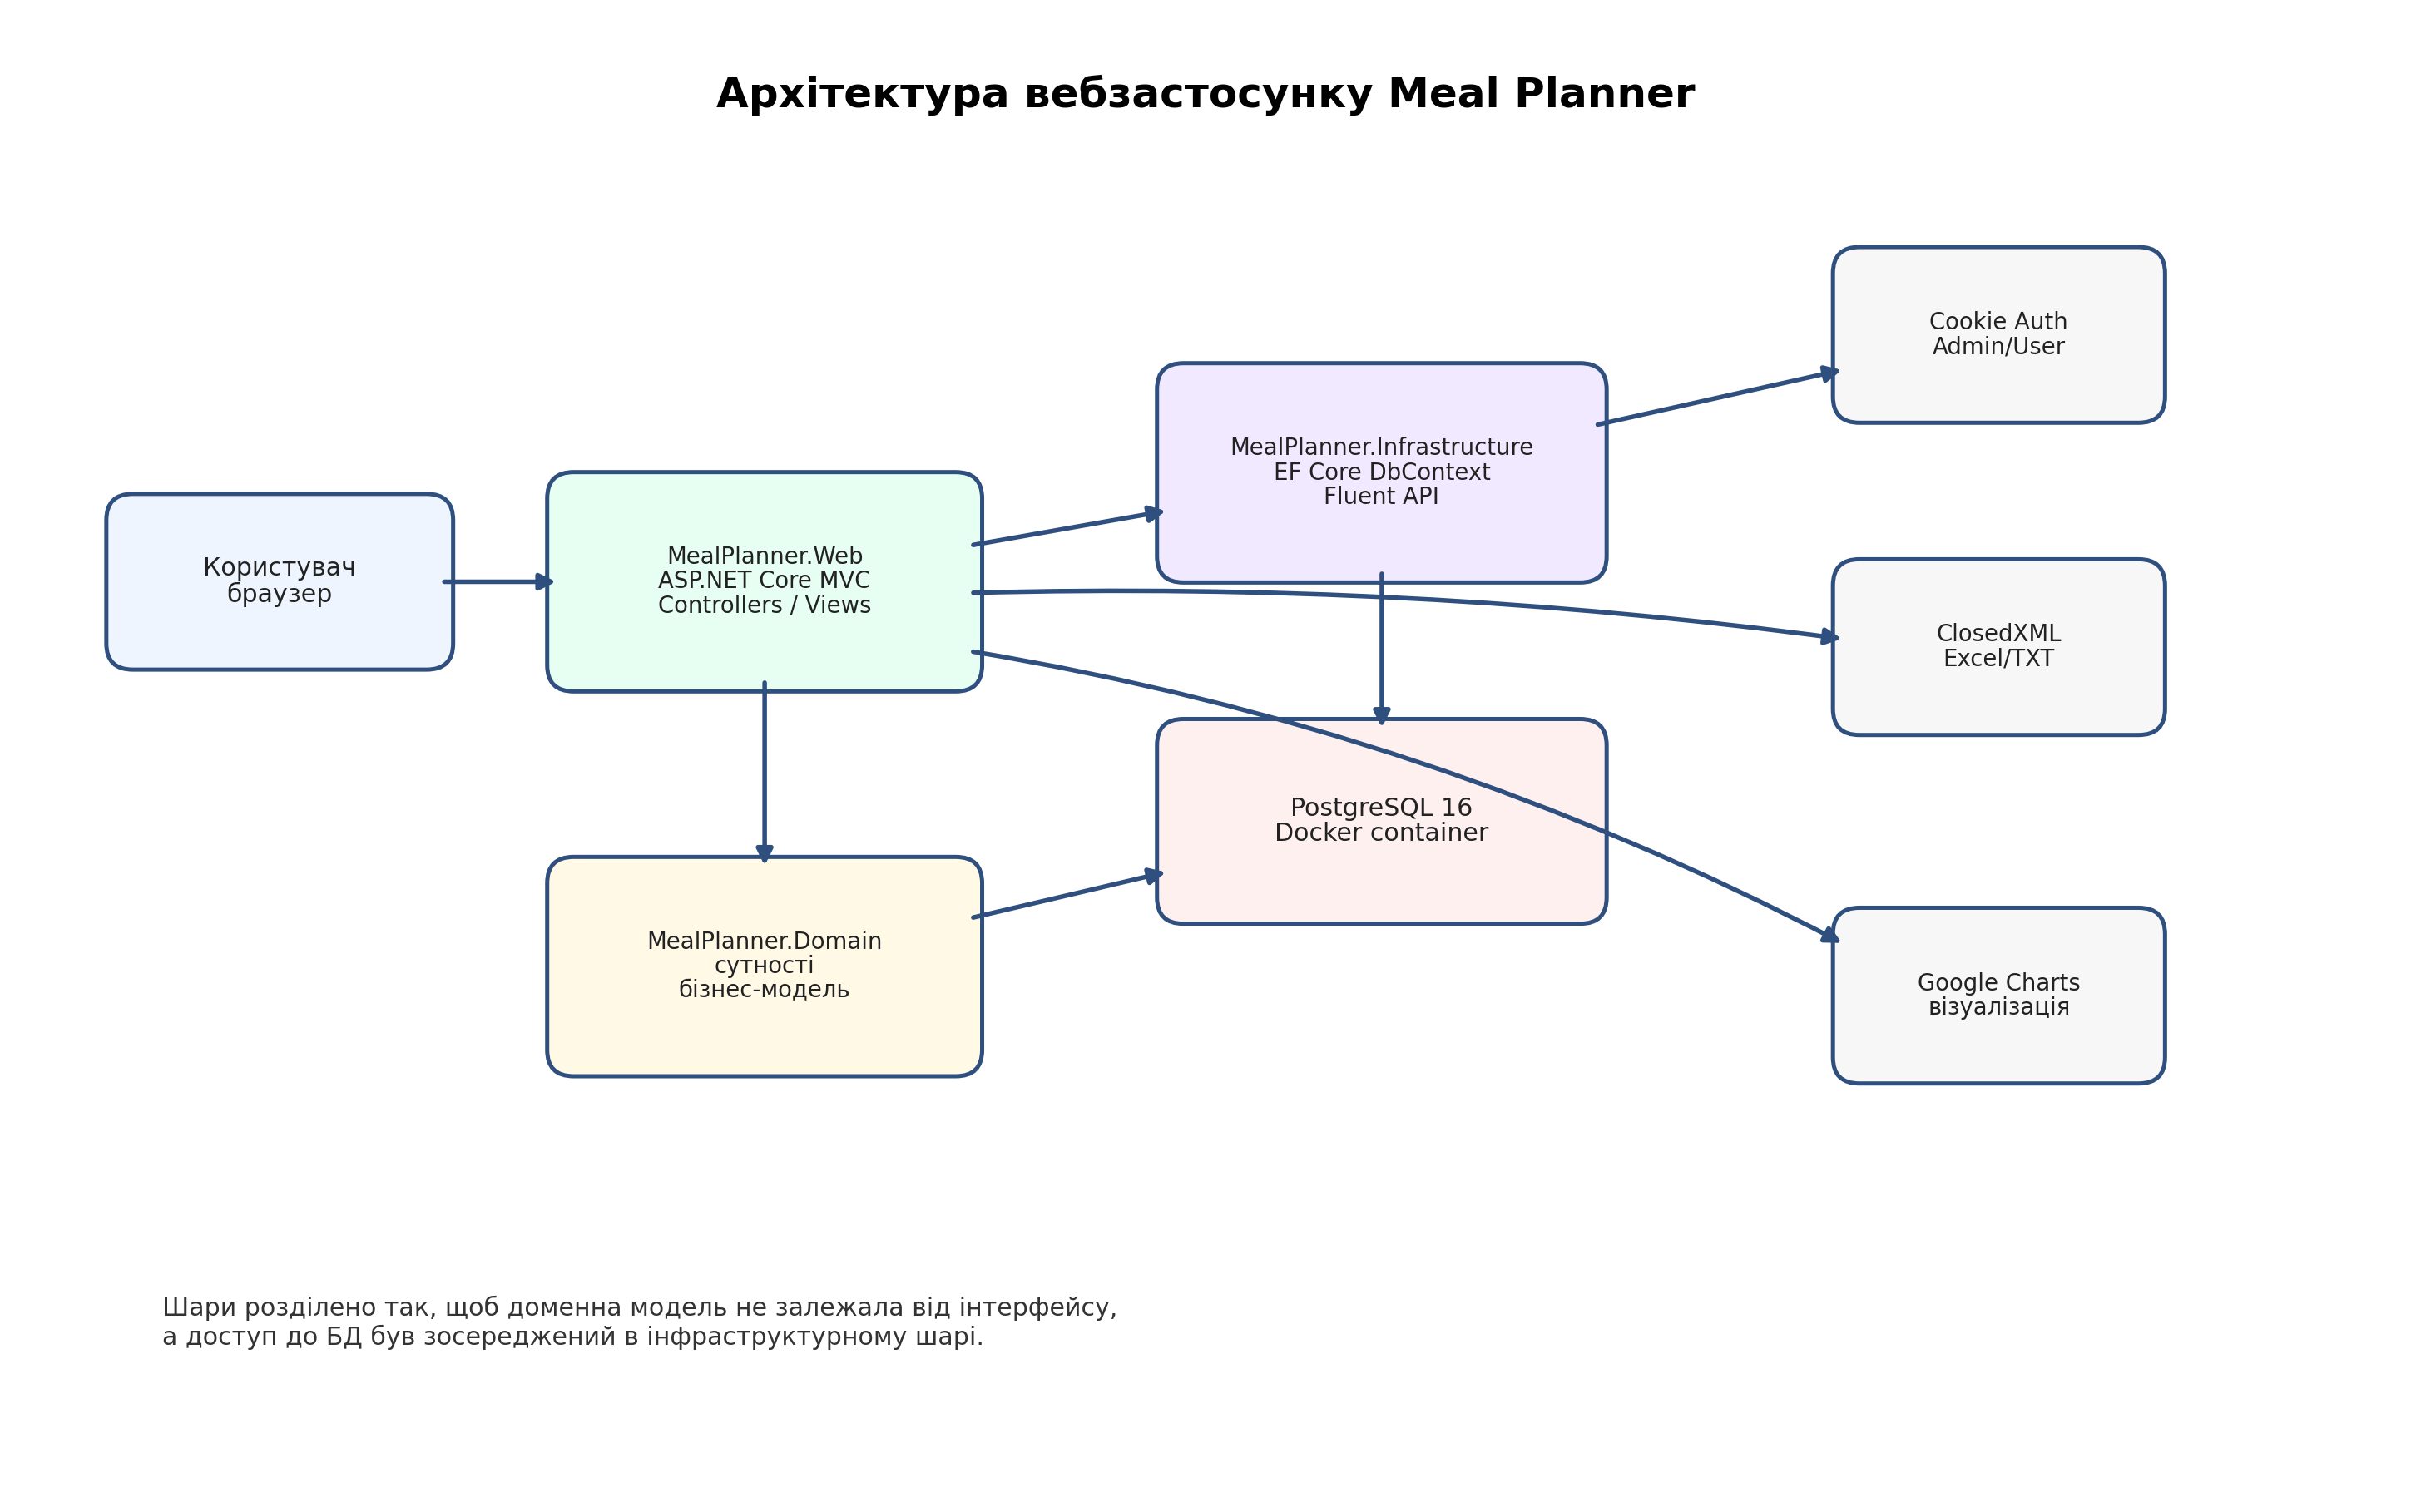 Архітектура вебзастосунку Meal Planner
Користувач
браузер
MealPlanner.Web
ASP.NET Core MVC
Controllers / Views
MealPlanner.Infrastructure
EF Core DbContext
Fluent API
Cookie Auth
Admin/User
ClosedXML
Excel/TXT
PostgreSQL 16
Docker container
MealPlanner.Domain
сутності
бізнес-модель
Google Charts
візуалізація
Шари розділено так, щоб доменна модель не залежала від інтерфейсу,
а доступ до БД був зосереджений в інфраструктурному шарі.